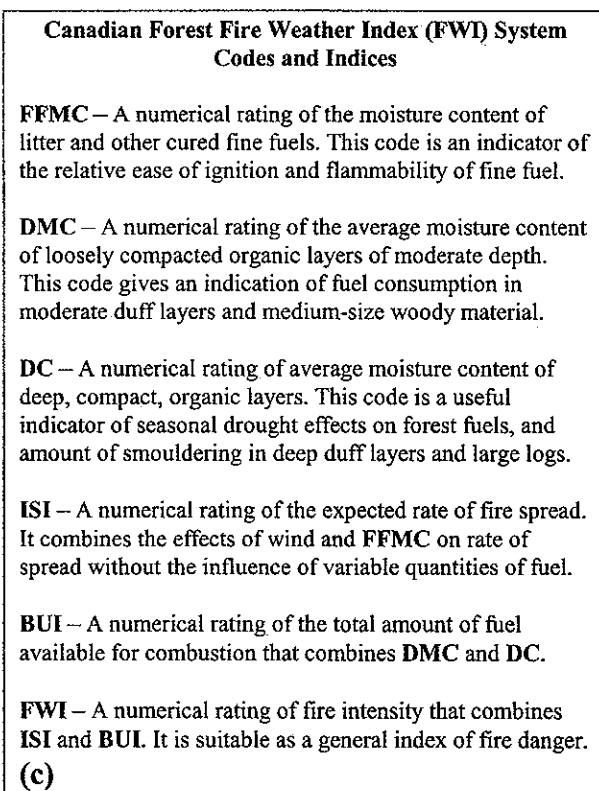 Canadian Forest Fire Weather Index (FWI) System
Codes and Indices
FFMC – A numerical rating of the moisture content of
litter and other cured fine fuels. This code is an indicator of
the relative ease of ignition and flammability of fine fuel.
DMC – A numerical rating of the average moisture content
of loosely compacted organic layers of moderate depth.
This code gives an indication of fuel consumption in
moderate duff layers and medium-size woody material.
DC – A numerical rating of average moisture content of
deep, compact, organic layers. This code is a useful
indicator of seasonal drought effects on forest fuels, and
amount of smouldering in deep duff layers and large logs.
ISI – A numerical rating of the expected rate of fire spread.
It combines the effects of wind and FFMC on rate of
spread without the influence of variable quantities of fuel.
BUI – A numerical rating of the total amount of fuel
available for combustion that combines DMC and DC.
FWI – A numerical rating of fire intensity that combines
ISI and BUI. It is suitable as a general index of fire danger.
(c)